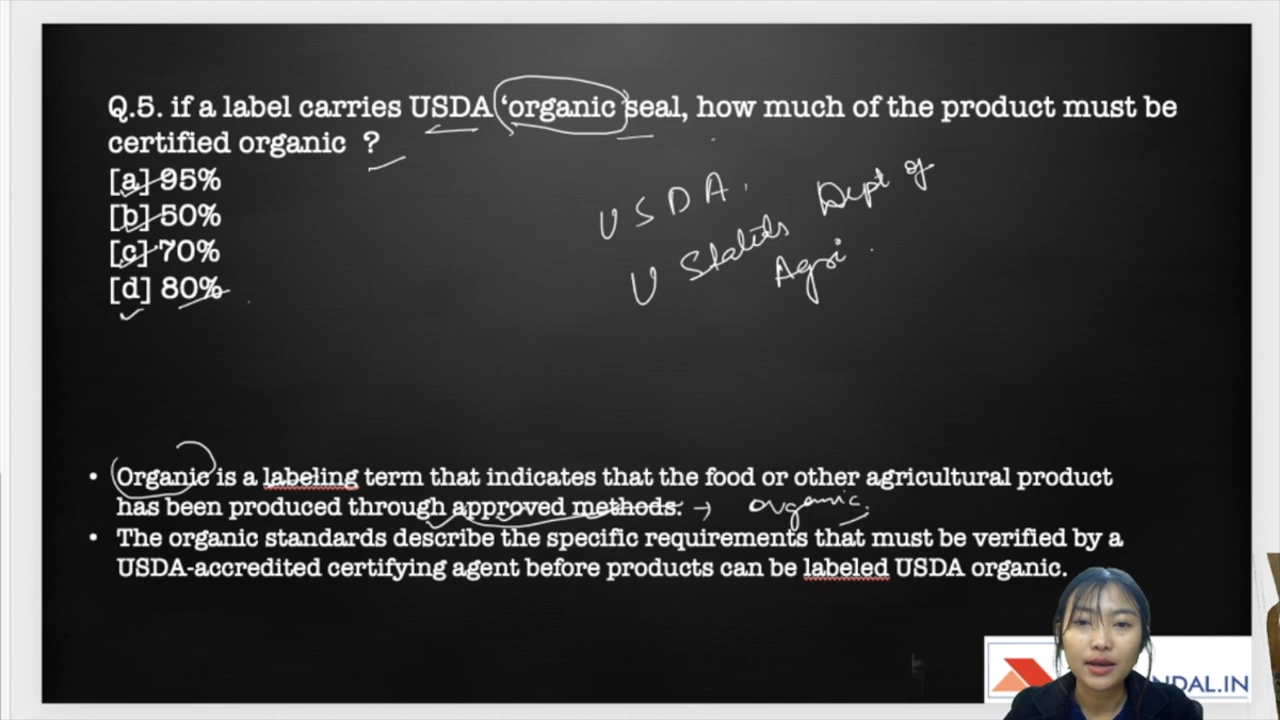 Q.5. if a label carries USDA ‘organic’ seal, how much of the product must be
certified organic ?
[a] 95%
[b] 50%
[c] 70%
[d] 80%
USDA.
U States Dept of
Agri
• Organic is a labeling term that indicates that the food or other agricultural product
has been produced through approved methods. → organic.
• The organic standards describe the specific requirements that must be verified by a
USDA-accredited certifying agent before products can be labeled USDA organic.
NDAL.IN